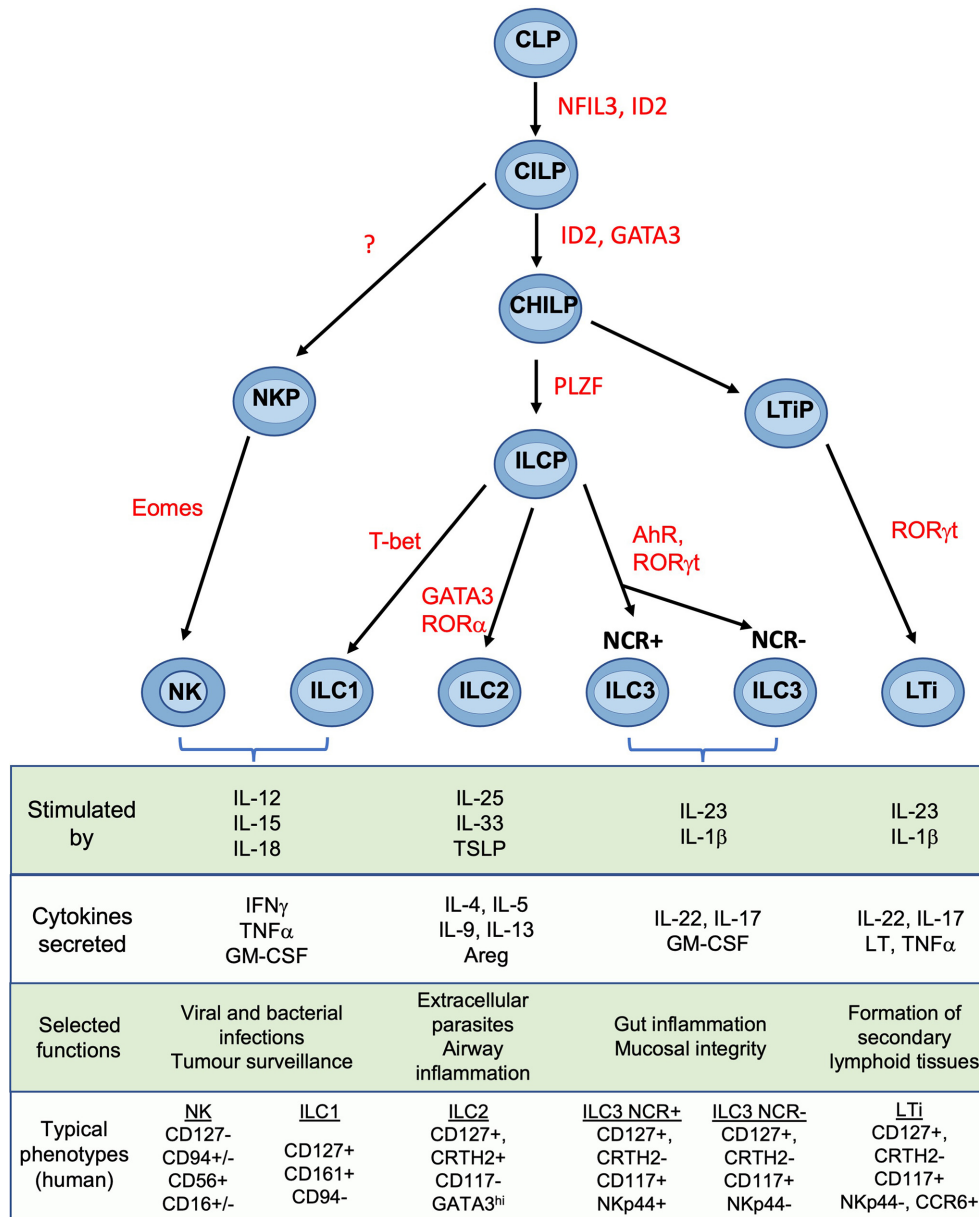 CLP
NFIL3, ID2
CILP
?
ID2, GATA3
CHILP
NKP
PLZF
LTiP
ILCP
Eomes
T-bet
AhR,
RORγt
RORγt
GATA3
RORα
NCR+
NCR-
NK
ILC1
ILC2
ILC3
ILC3
LTi
Stimulated
by
IL-12
IL-15
IL-18
IL-25
IL-33
TSLP
IL-23
IL-1β
IL-23
IL-1β
Cytokines
secreted
IFNγ
TNFα
GM-CSF
IL-4, IL-5
IL-9, IL-13
Areg
IL-22, IL-17
GM-CSF
IL-22, IL-17
LT, TNFα
Selected
functions
Viral and bacterial
infections
Tumour surveillance
Extracellular
parasites
Airway
inflammation
Gut inflammation
Mucosal integrity
Formation of
secondary
lymphoid tissues
Typical
phenotypes
(human)
NK
CD127-
CD94+/-
CD56+
CD16+/-
ILC1
CD127+
CD161+
CD94-
ILC2
CD127+,
CRTH2+
CD117-
GATA3hi
ILC3 NCR+
CD127+,
CRTH2-
CD117+
NKp44+
ILC3 NCR-
CD127+,
CRTH2-
CD117+
NKp44-
LTi
CD127+,
CRTH2-
CD117+
NKp44-, CCR6+